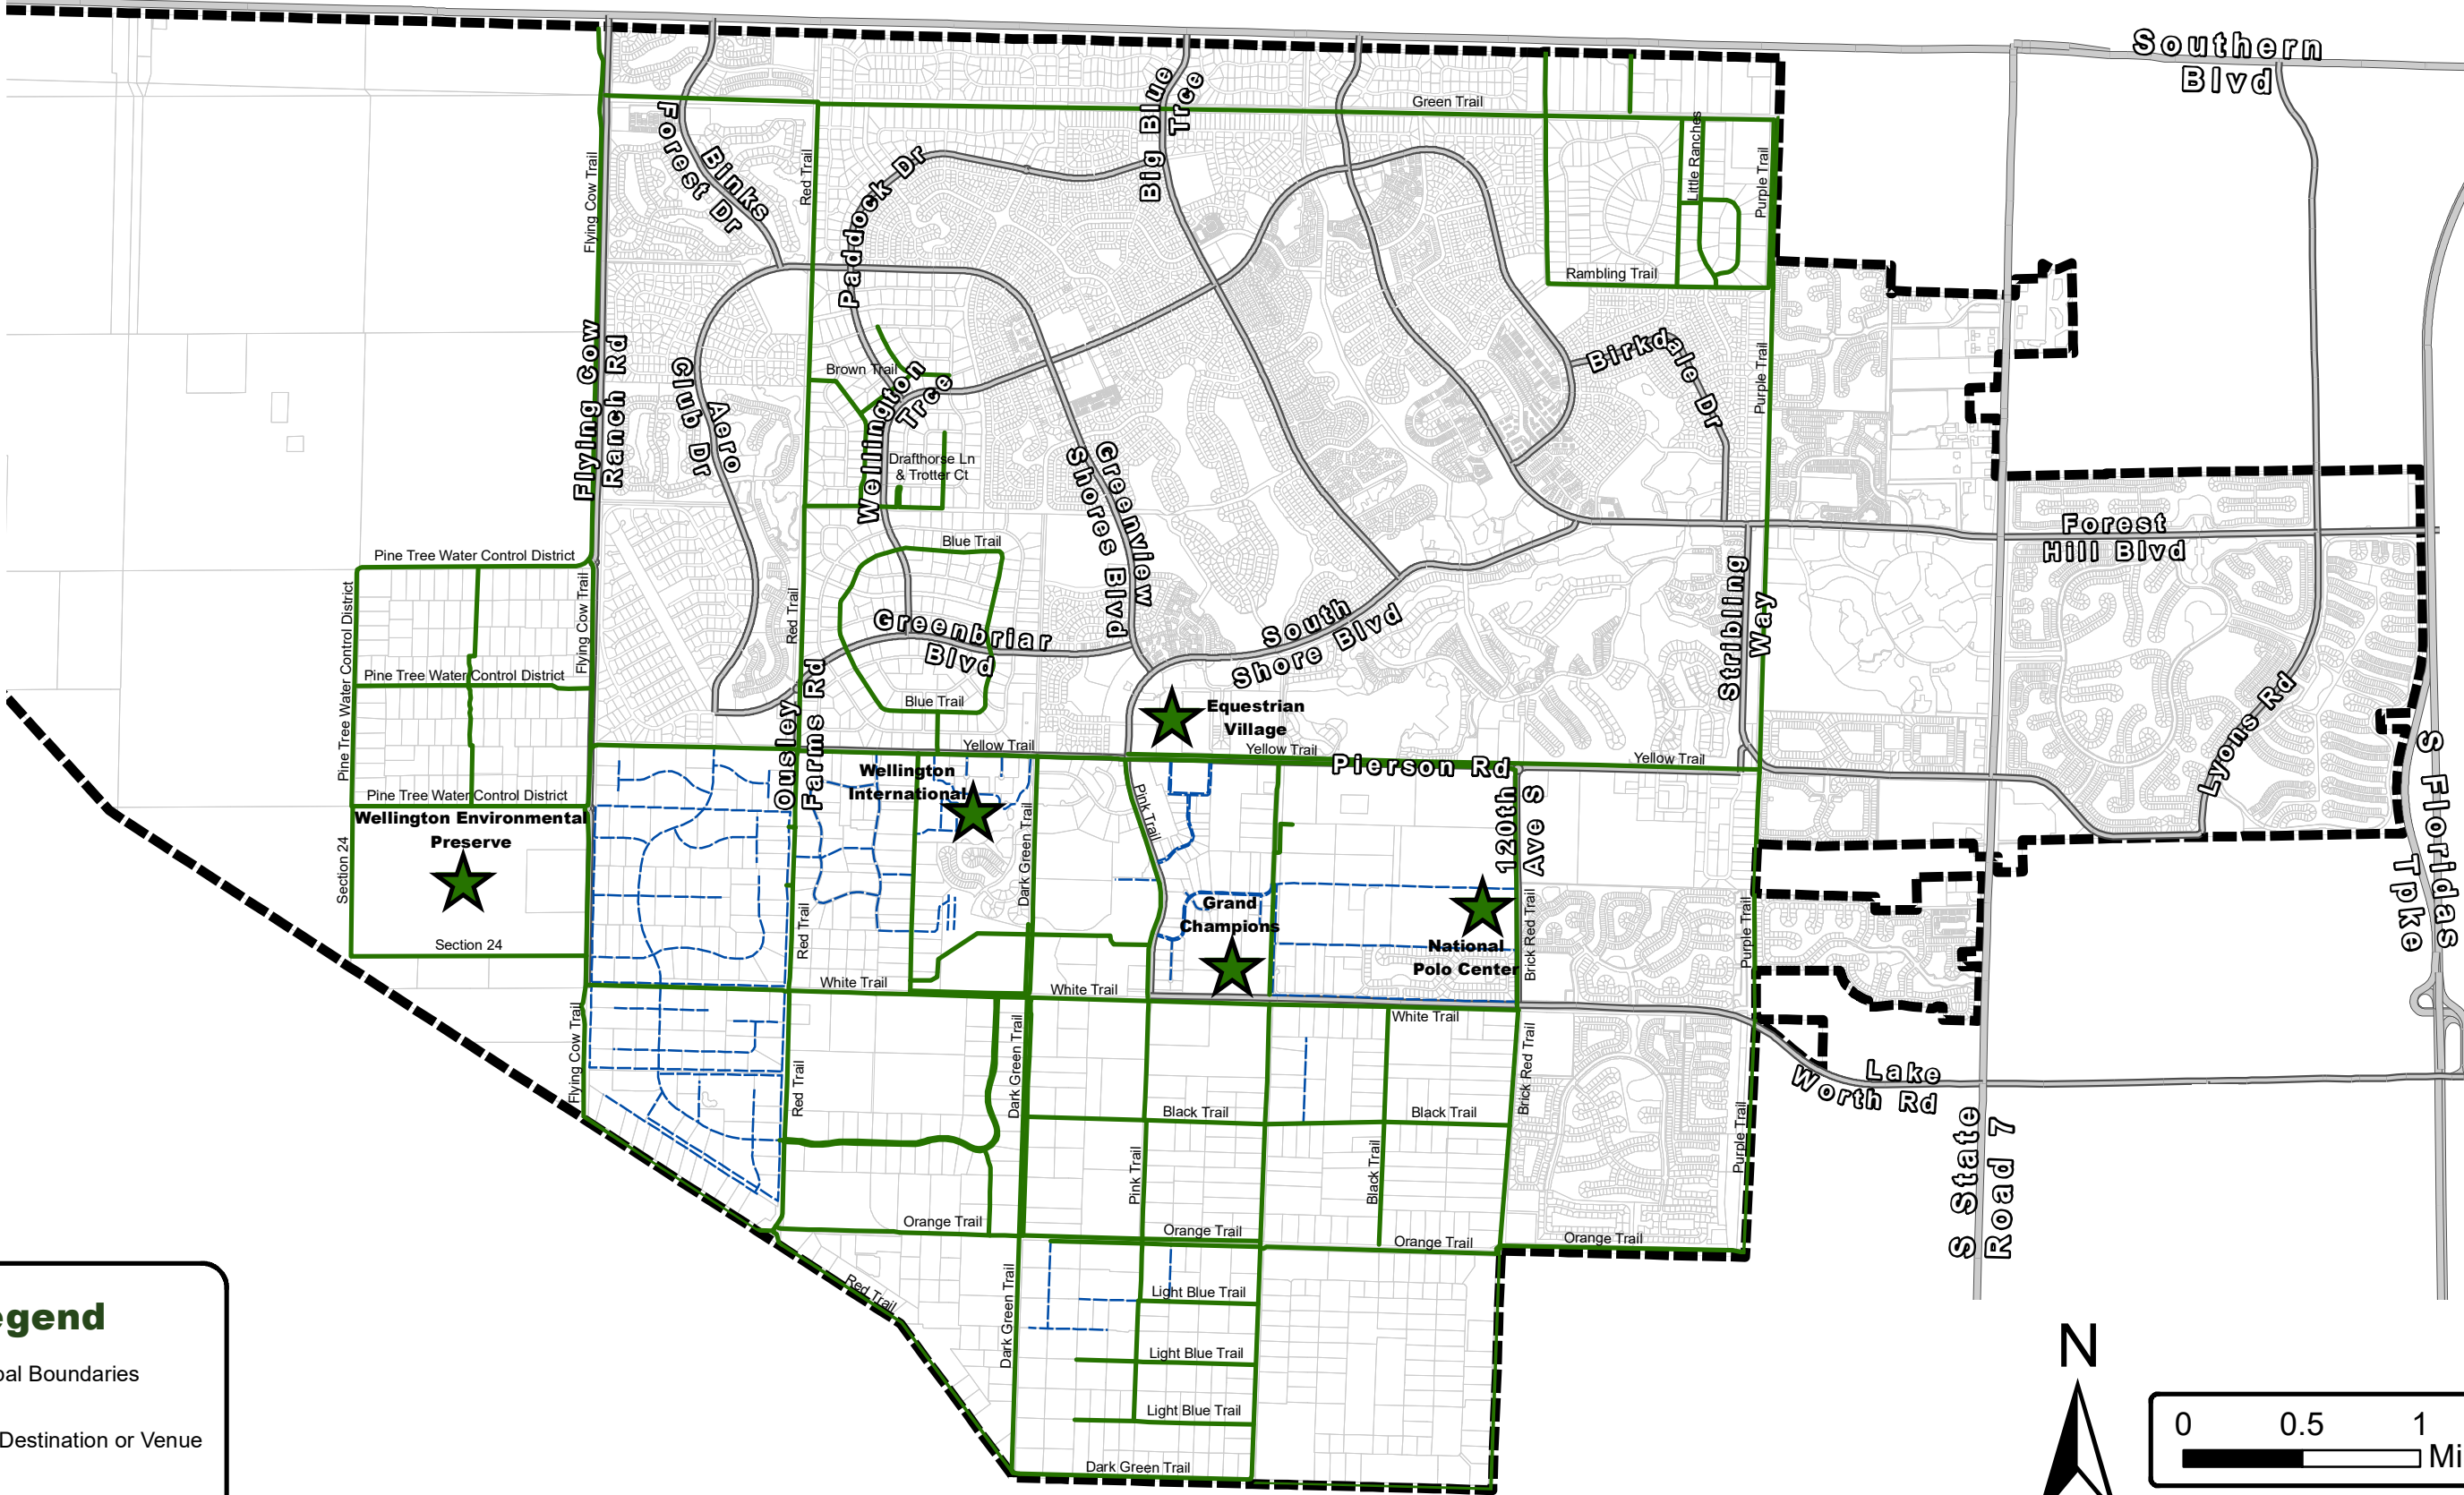 Southern
Blvd
Green Trail
Big Blue
Trce
Forest Dr
Binks
Flying Cow Trail
Red Trail
Paddock Dr
Little Ranches
Purple Trail
Rambling Trail
Flying Cow
Ranch Rd
Aero
Club Dr
Brown Trail
Wellington
Trce
Birkdale Dr
Purple Trail
Drafthorse Ln
& Trotter Ct
Greenview
Shores Blvd
Forest
Hill Blvd
Pine Tree Water Control District
Blue Trail
Pine Tree Water Control District
Flying Cow Trail
Red Trail
Greenbriar
Blvd
South
Shore Blvd
Stribling
Way
Pine Tree Water Control District
Pine Tree Water Control District
Blue Trail
Ousley
Farms Rd
Equestrian
Village
Yellow Trail
Yellow Trail
Yellow Trail
Pierson Rd
Lyons Rd
S Floridas
Tpke
Wellington
International
Pine Tree Water Control District
Wellington Environmental
Preserve
Pink Trail
Dark Green Trail
120th
Ave S
Section 24
Section 24
Red Trail
Grand
Champions
National
Polo Center
Brick Red Trail
Purple Trail
White Trail
White Trail
White Trail
Flying Cow Trail
Red Trail
Dark Green Trail
Black Trail
Black Trail
Brick Red Trail
Lake
Worth Rd
Purple Trail
S State
Road 7
Pink Trail
Black Trail
Orange Trail
Orange Trail
Orange Trail
Orange Trail
Red Trail
Dark Green Trail
Light Blue Trail
Light Blue Trail
Light Blue Trail
Dark Green Trail
egend
pal Boundaries
Destination or Venue
N
0 0.5 1
Mi